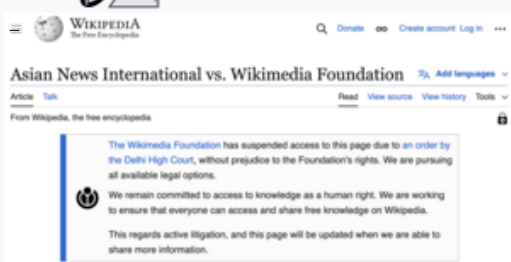 WIKIPEDIA
The Free Encyclopedia
Donate Create account Log in
Asian News International vs. Wikimedia Foundation Add languages
Article Talk Read View source View history Tools
From Wikipedia, the free encyclopedia
The Wikimedia Foundation has suspended access to this page due to an order by
the Delhi High Court, without prejudice to the Foundation's rights. We are pursuing
all available legal options.
We remain committed to access to knowledge as a human right. We are working
to ensure that everyone can access and share free knowledge on Wikipedia.
This regards active litigation, and this page will be updated when we are able to
share more information.